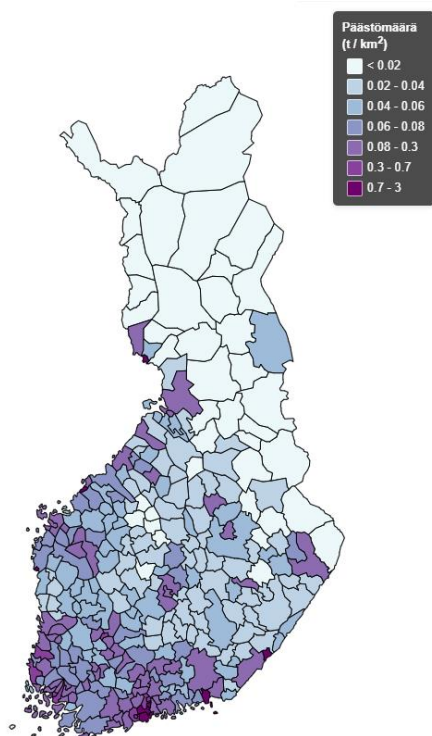 Päästömäärä
(t / km²)
< 0.02
0.02 - 0.04
0.04 - 0.06
0.06 - 0.08
0.08 - 0.3
0.3 - 0.7
0.7 - 3